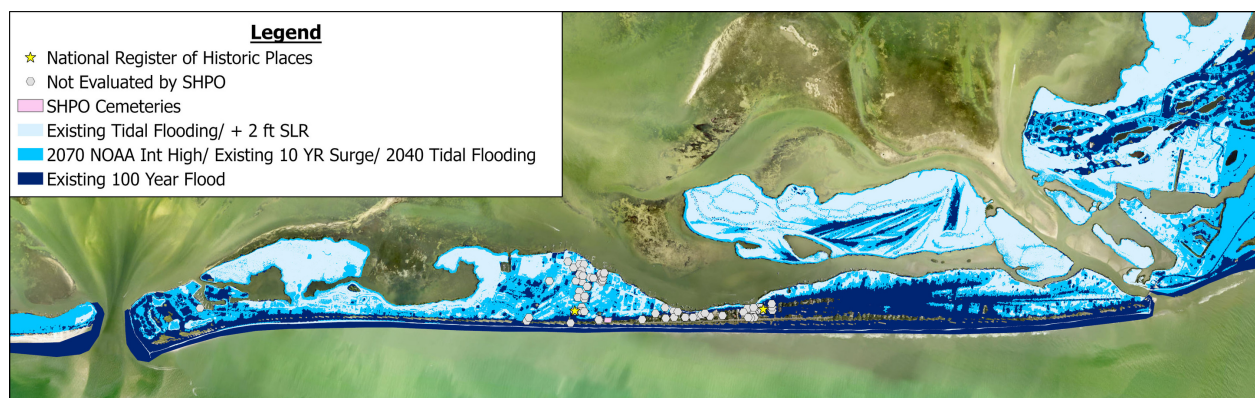 Legend
National Register of Historic Places
Not Evaluated by SHPO
SHPO Cemeteries
Existing Tidal Flooding/ + 2 ft SLR
2070 NOAA Int High/ Existing 10 YR Surge/ 2040 Tidal Flooding
Existing 100 Year Flood